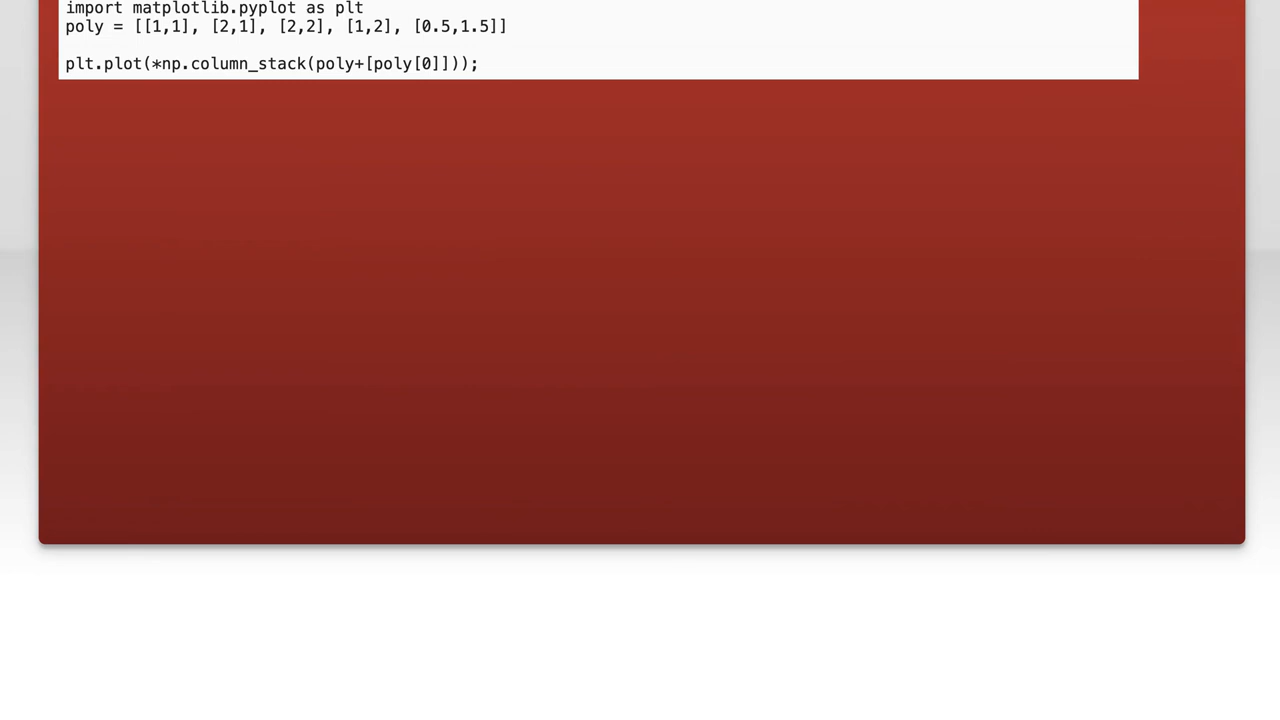 import matplotlib.pyplot as plt
poly = [[1,1], [2,1], [2,2], [1,2], [0.5,1.5]]
plt.plot(*np.column_stack(poly+[poly[0]]));